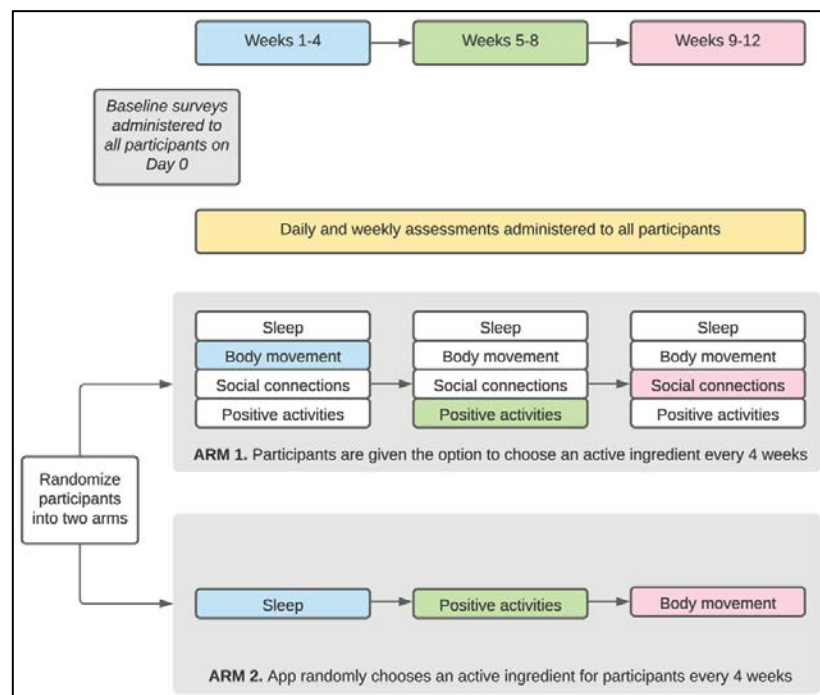 Weeks 1-4
Weeks 5-8
Weeks 9-12
Baseline surveys
administered to
all participants on
Day 0
Daily and weekly assessments administered to all participants
Sleep
Body movement
Social connections
Positive activities
Sleep
Body movement
Social connections
Positive activities
Sleep
Body movement
Social connections
Positive activities
ARM 1. Participants are given the option to choose an active ingredient every 4 weeks
Randomize
participants
into two arms
Sleep
Positive activities
Body movement
ARM 2. App randomly chooses an active ingredient for participants every 4 weeks